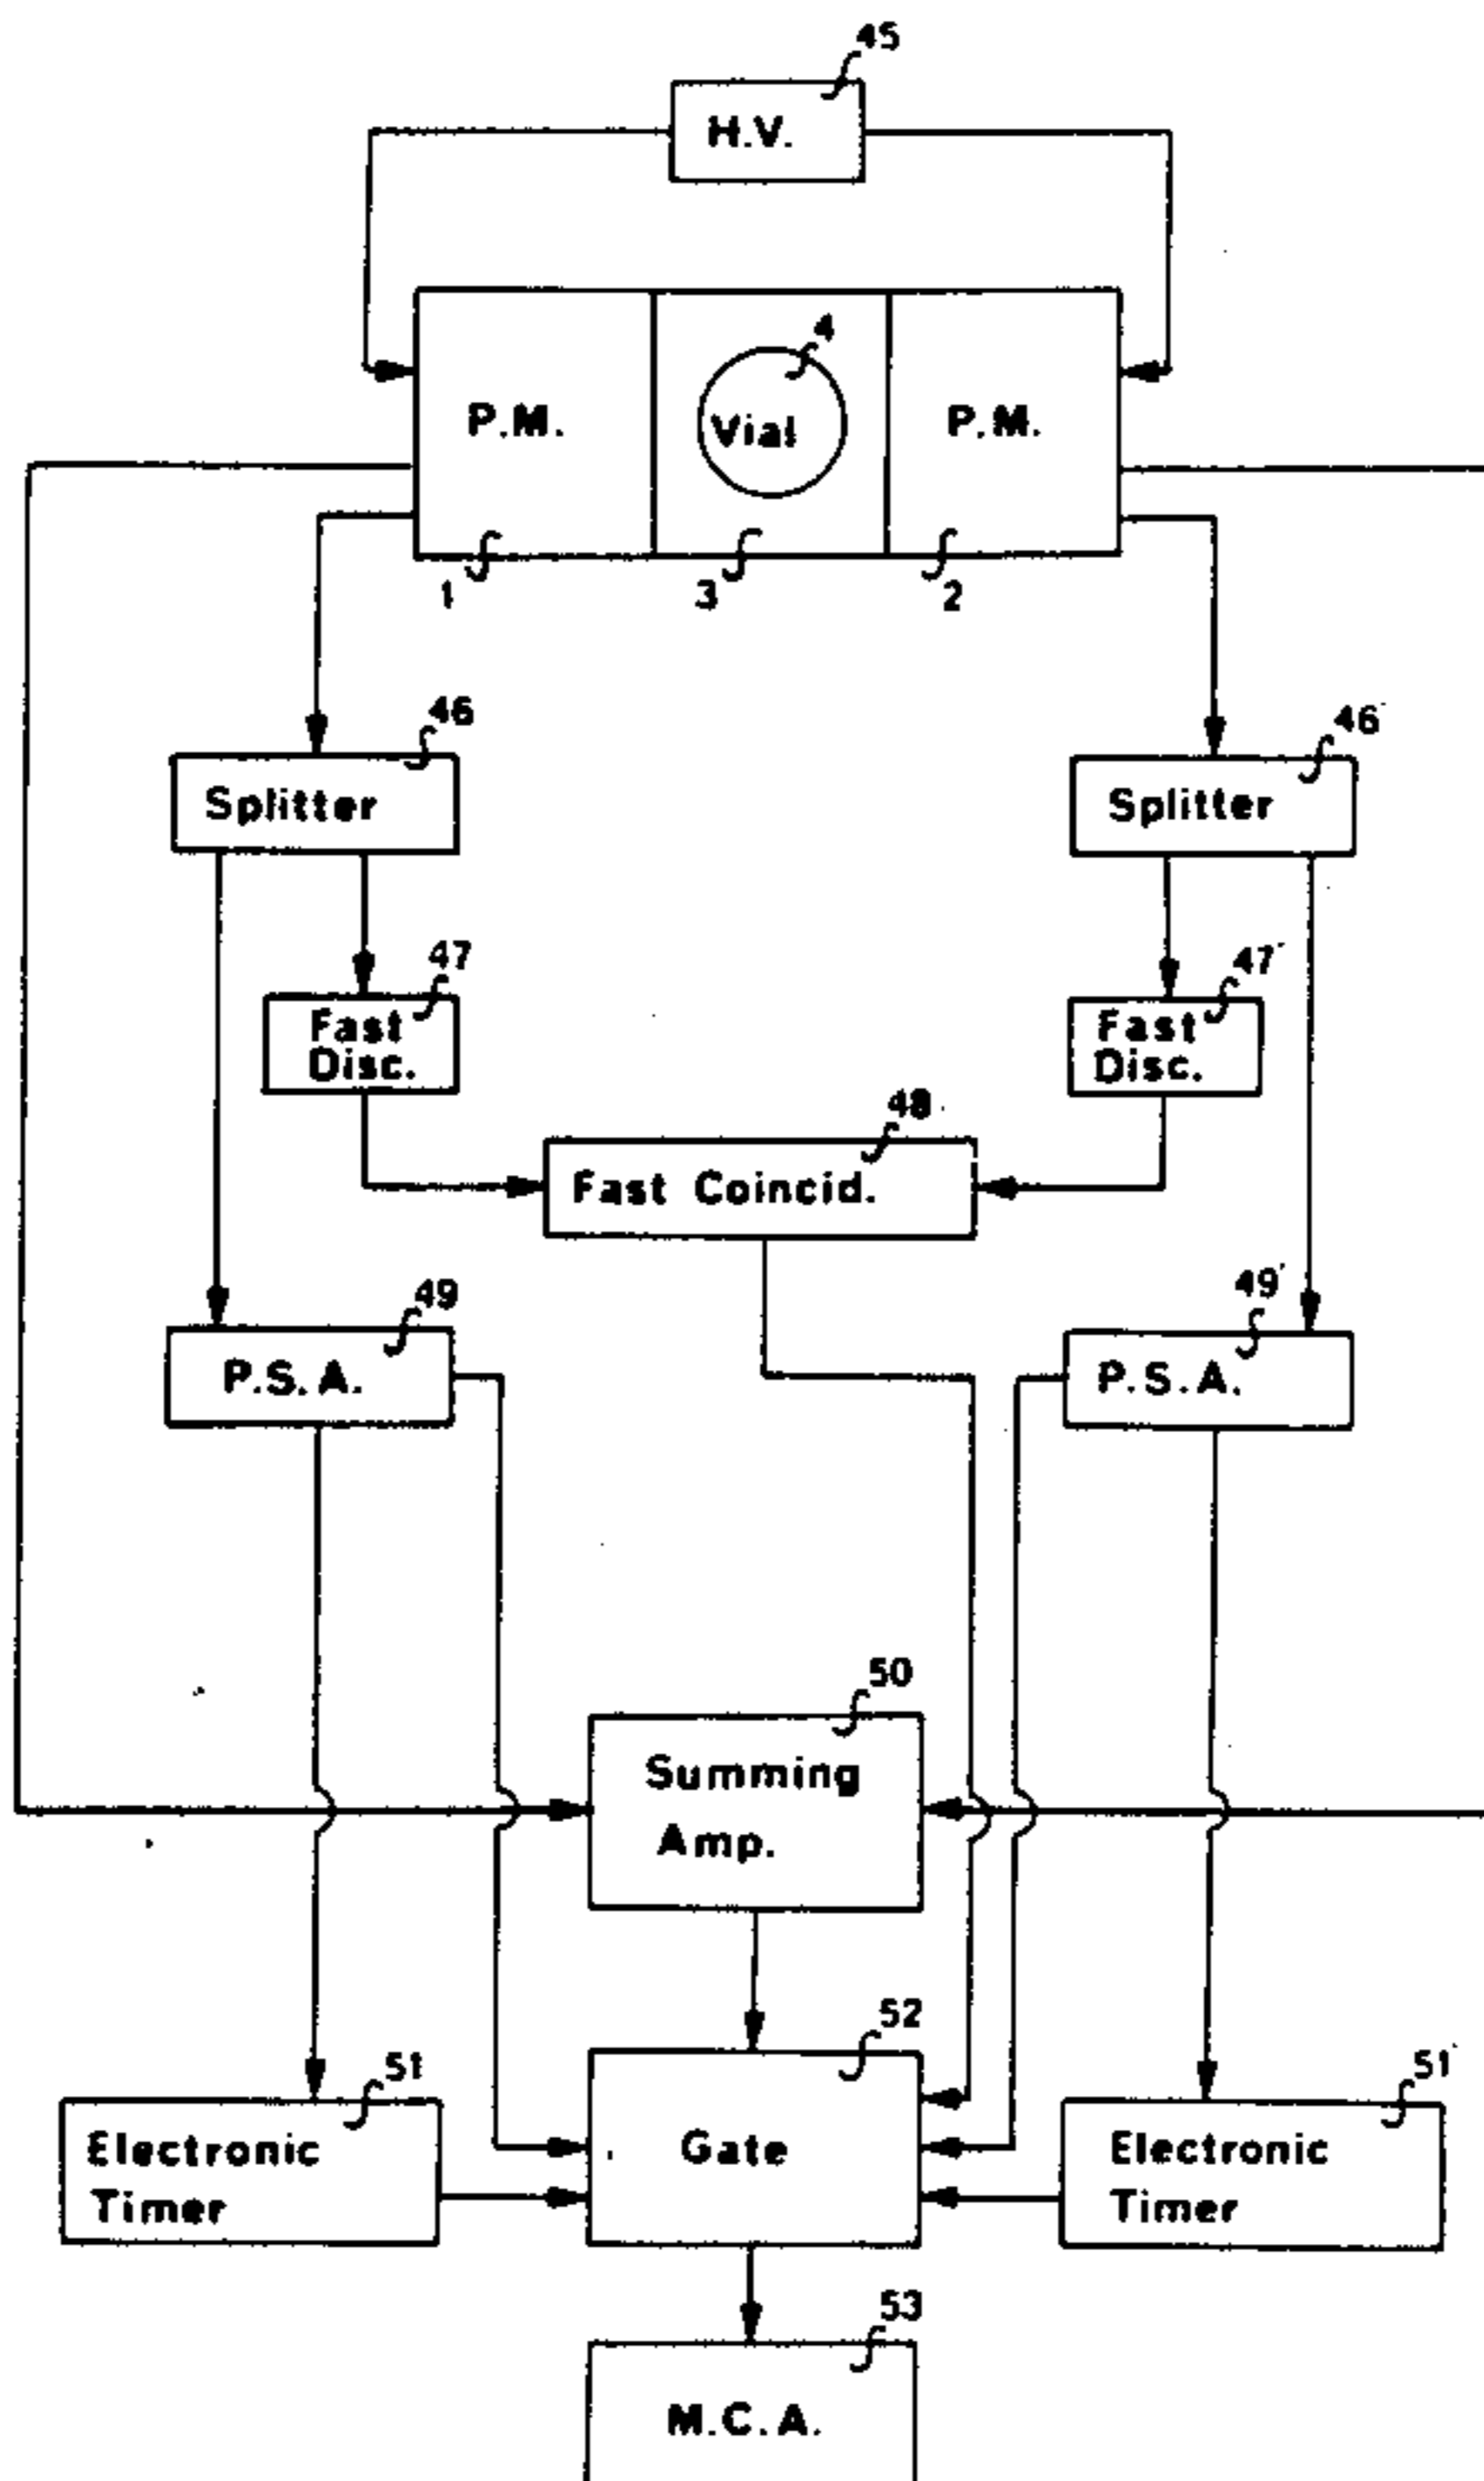 45
H.V.
4
P.M.
Vial
P.M.
1
3
2
46
46'
Splitter
Splitter
47
47'
Fast
Disc.
Fast
Disc.
48
Fast Coincid.
49
49'
P.S.A.
P.S.A.
50
Summing
Amp.
52
51
51'
Electronic
Timer
Gate
Electronic
Timer
53
M.C.A.